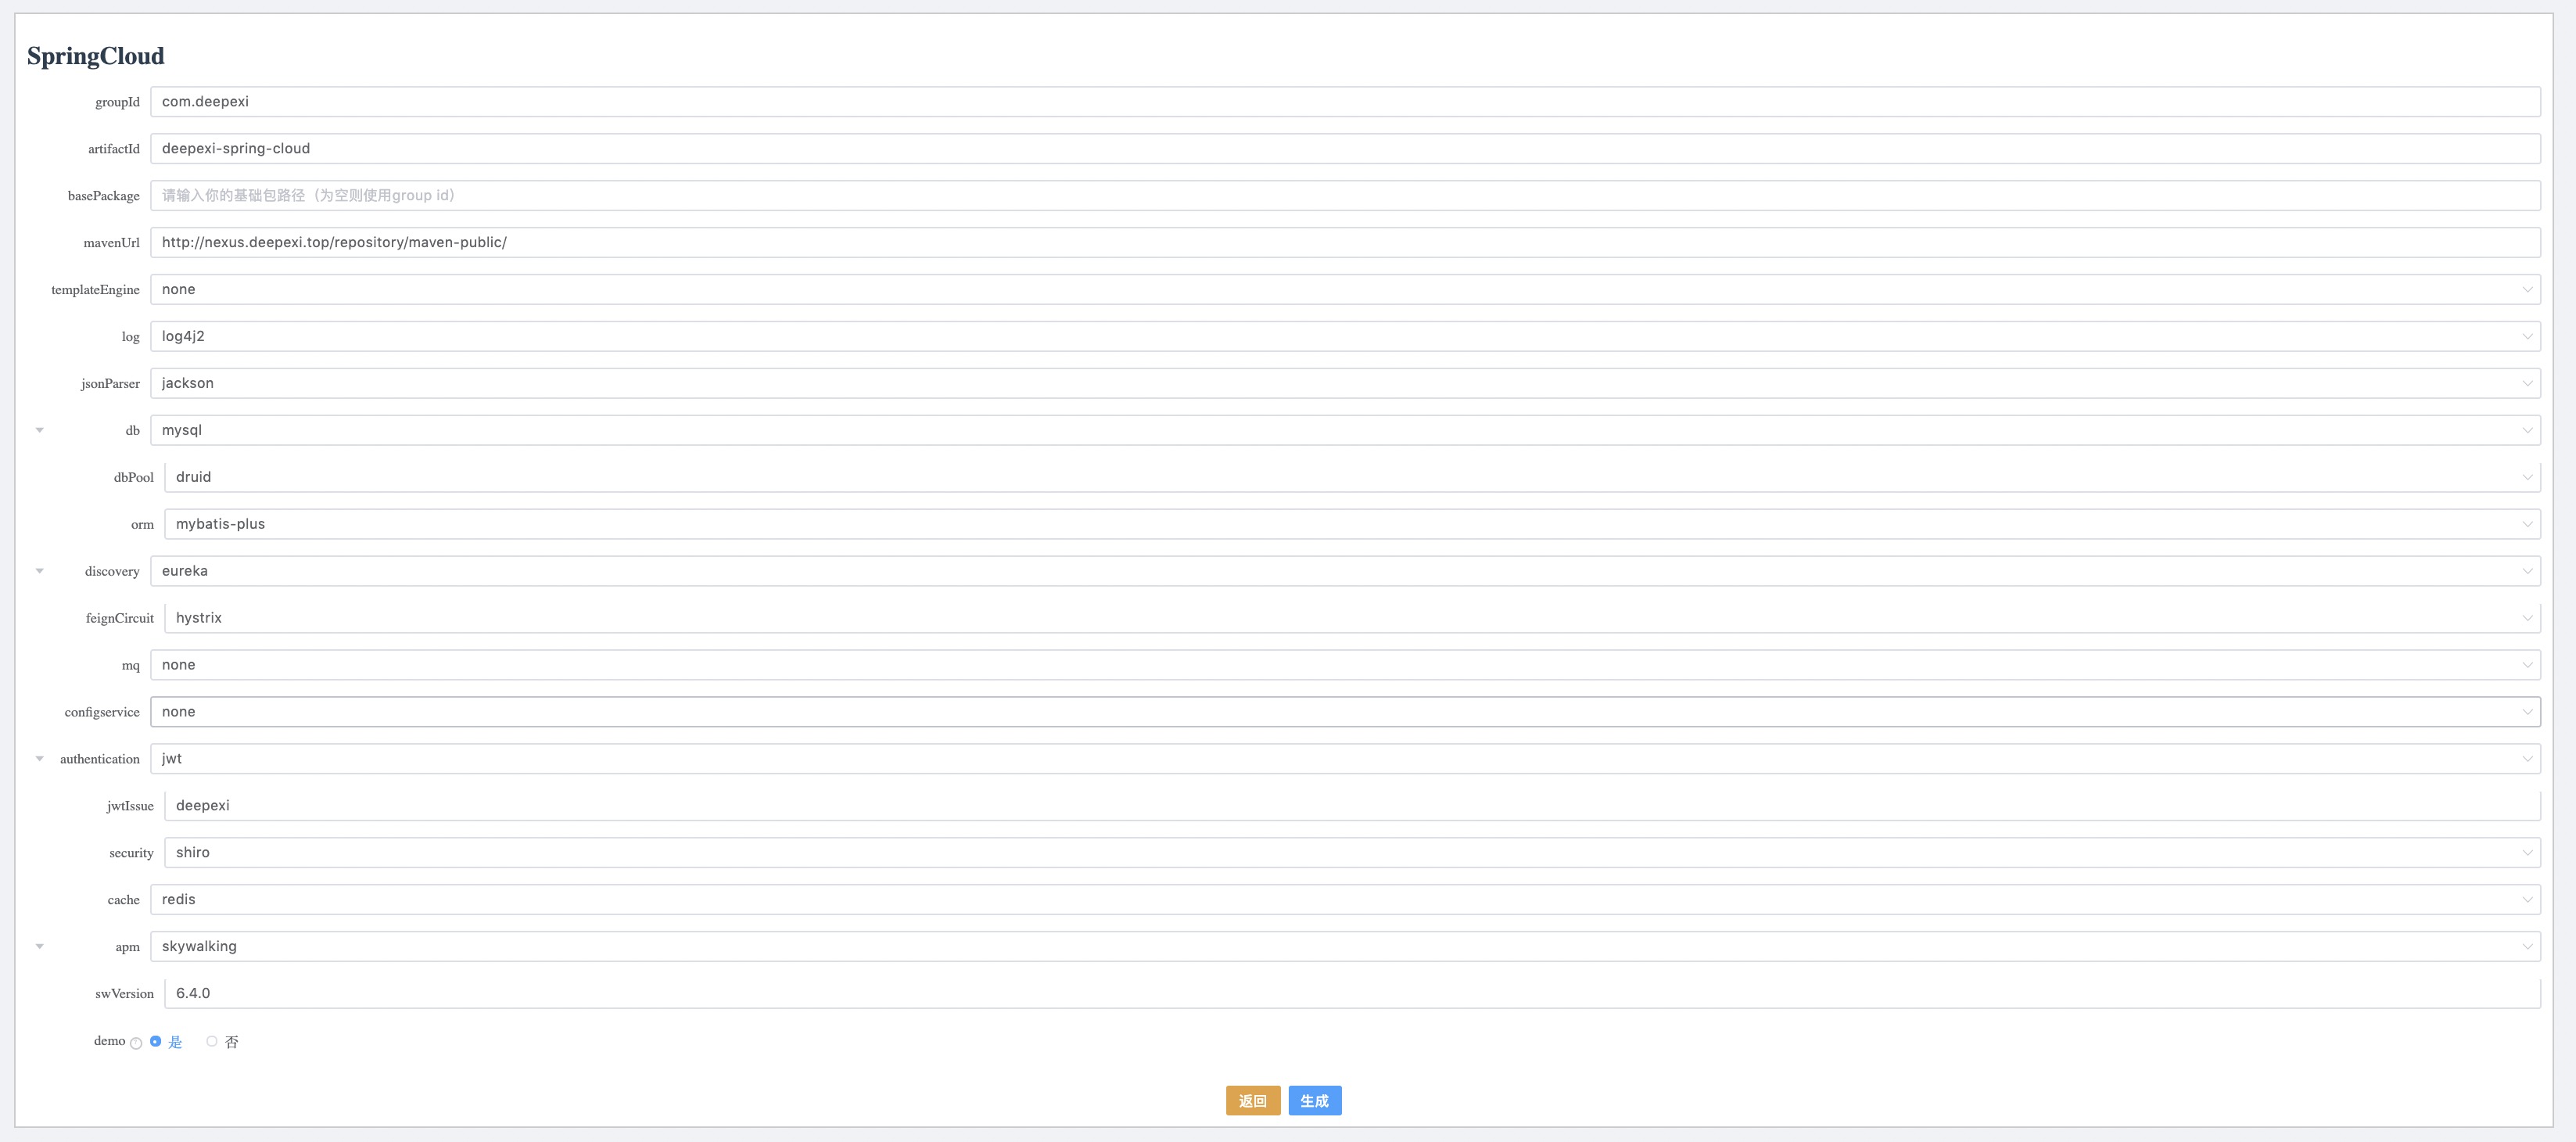 SpringCloud
groupId com.deepexi
artifactId deepexi-spring-cloud
basePackage 请输入你的基础包路径（为空则使用group id）
mavenUrl http://nexus.deepexi.top/repository/maven-public/
templateEngine none
log log4j2
jsonParser jackson
db mysql
dbPool druid
orm mybatis-plus
discovery eureka
feignCircuit hystrix
mq none
configservice none
authentication jwt
jwtIssue deepexi
security shiro
cache redis
apm skywalking
swVersion 6.4.0
demo 是 否
返回 生成